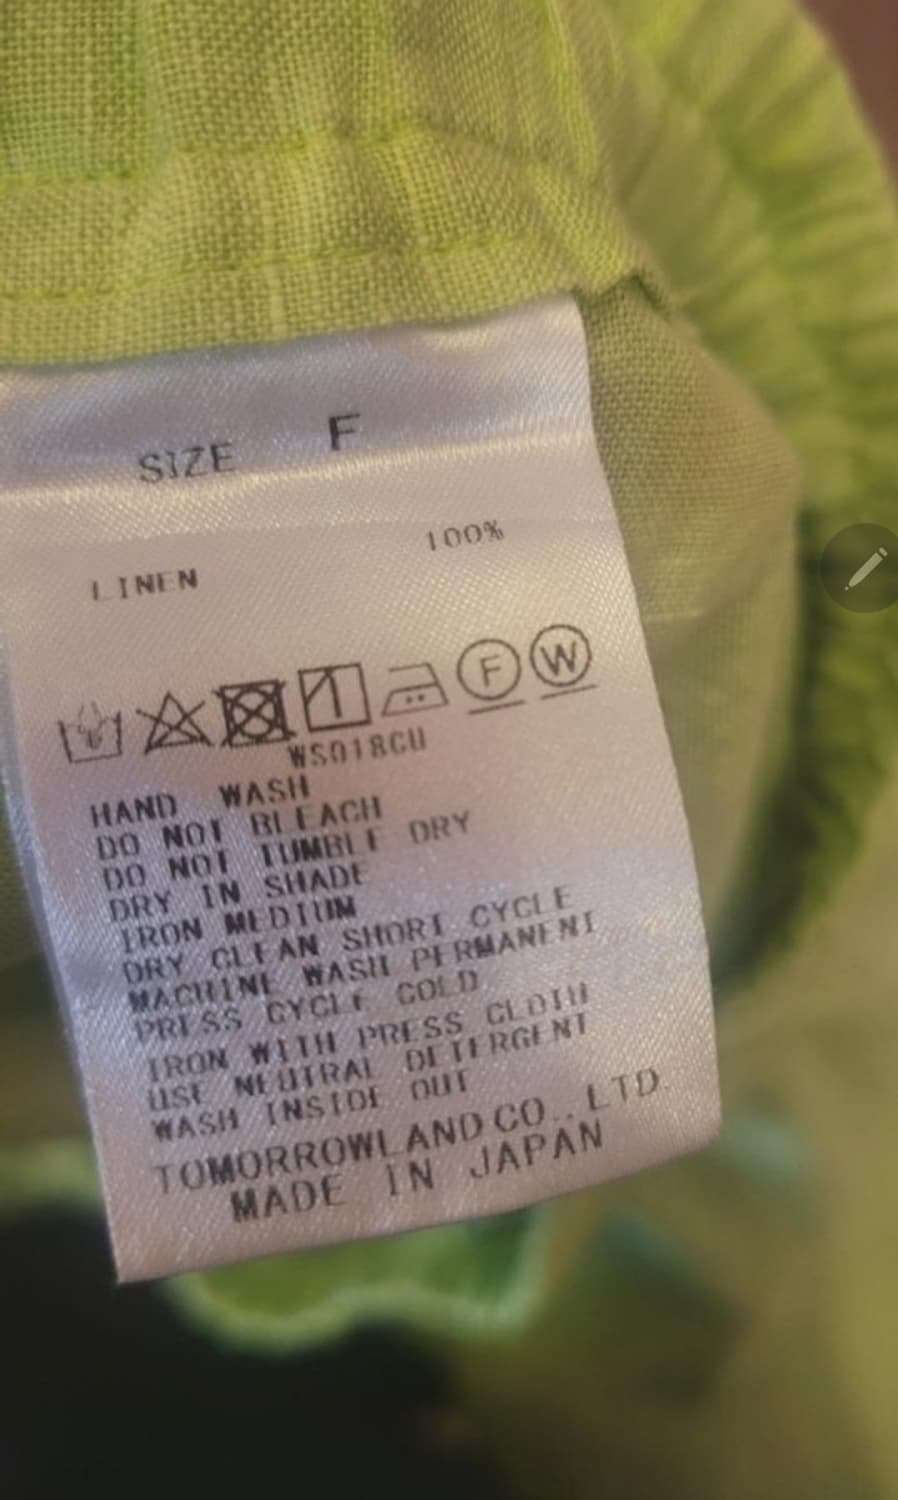 SIZE F
LINEN 100%
F W
WS018CU
HAND WASH
DO NOT BLEACH
DO NOT TUMBLE DRY
DRY IN SHADE
IRON MEDIUM
DRY CLEAN SHORT CYCLE
MACHINE WASH PERMANENT
PRESS CYCLE COLD
IRON WITH PRESS CLOTH
USE NEUTRAL DETERGENT
WASH INSIDE OUT
TOMORROWLAND CO., LTD.
MADE IN JAPAN